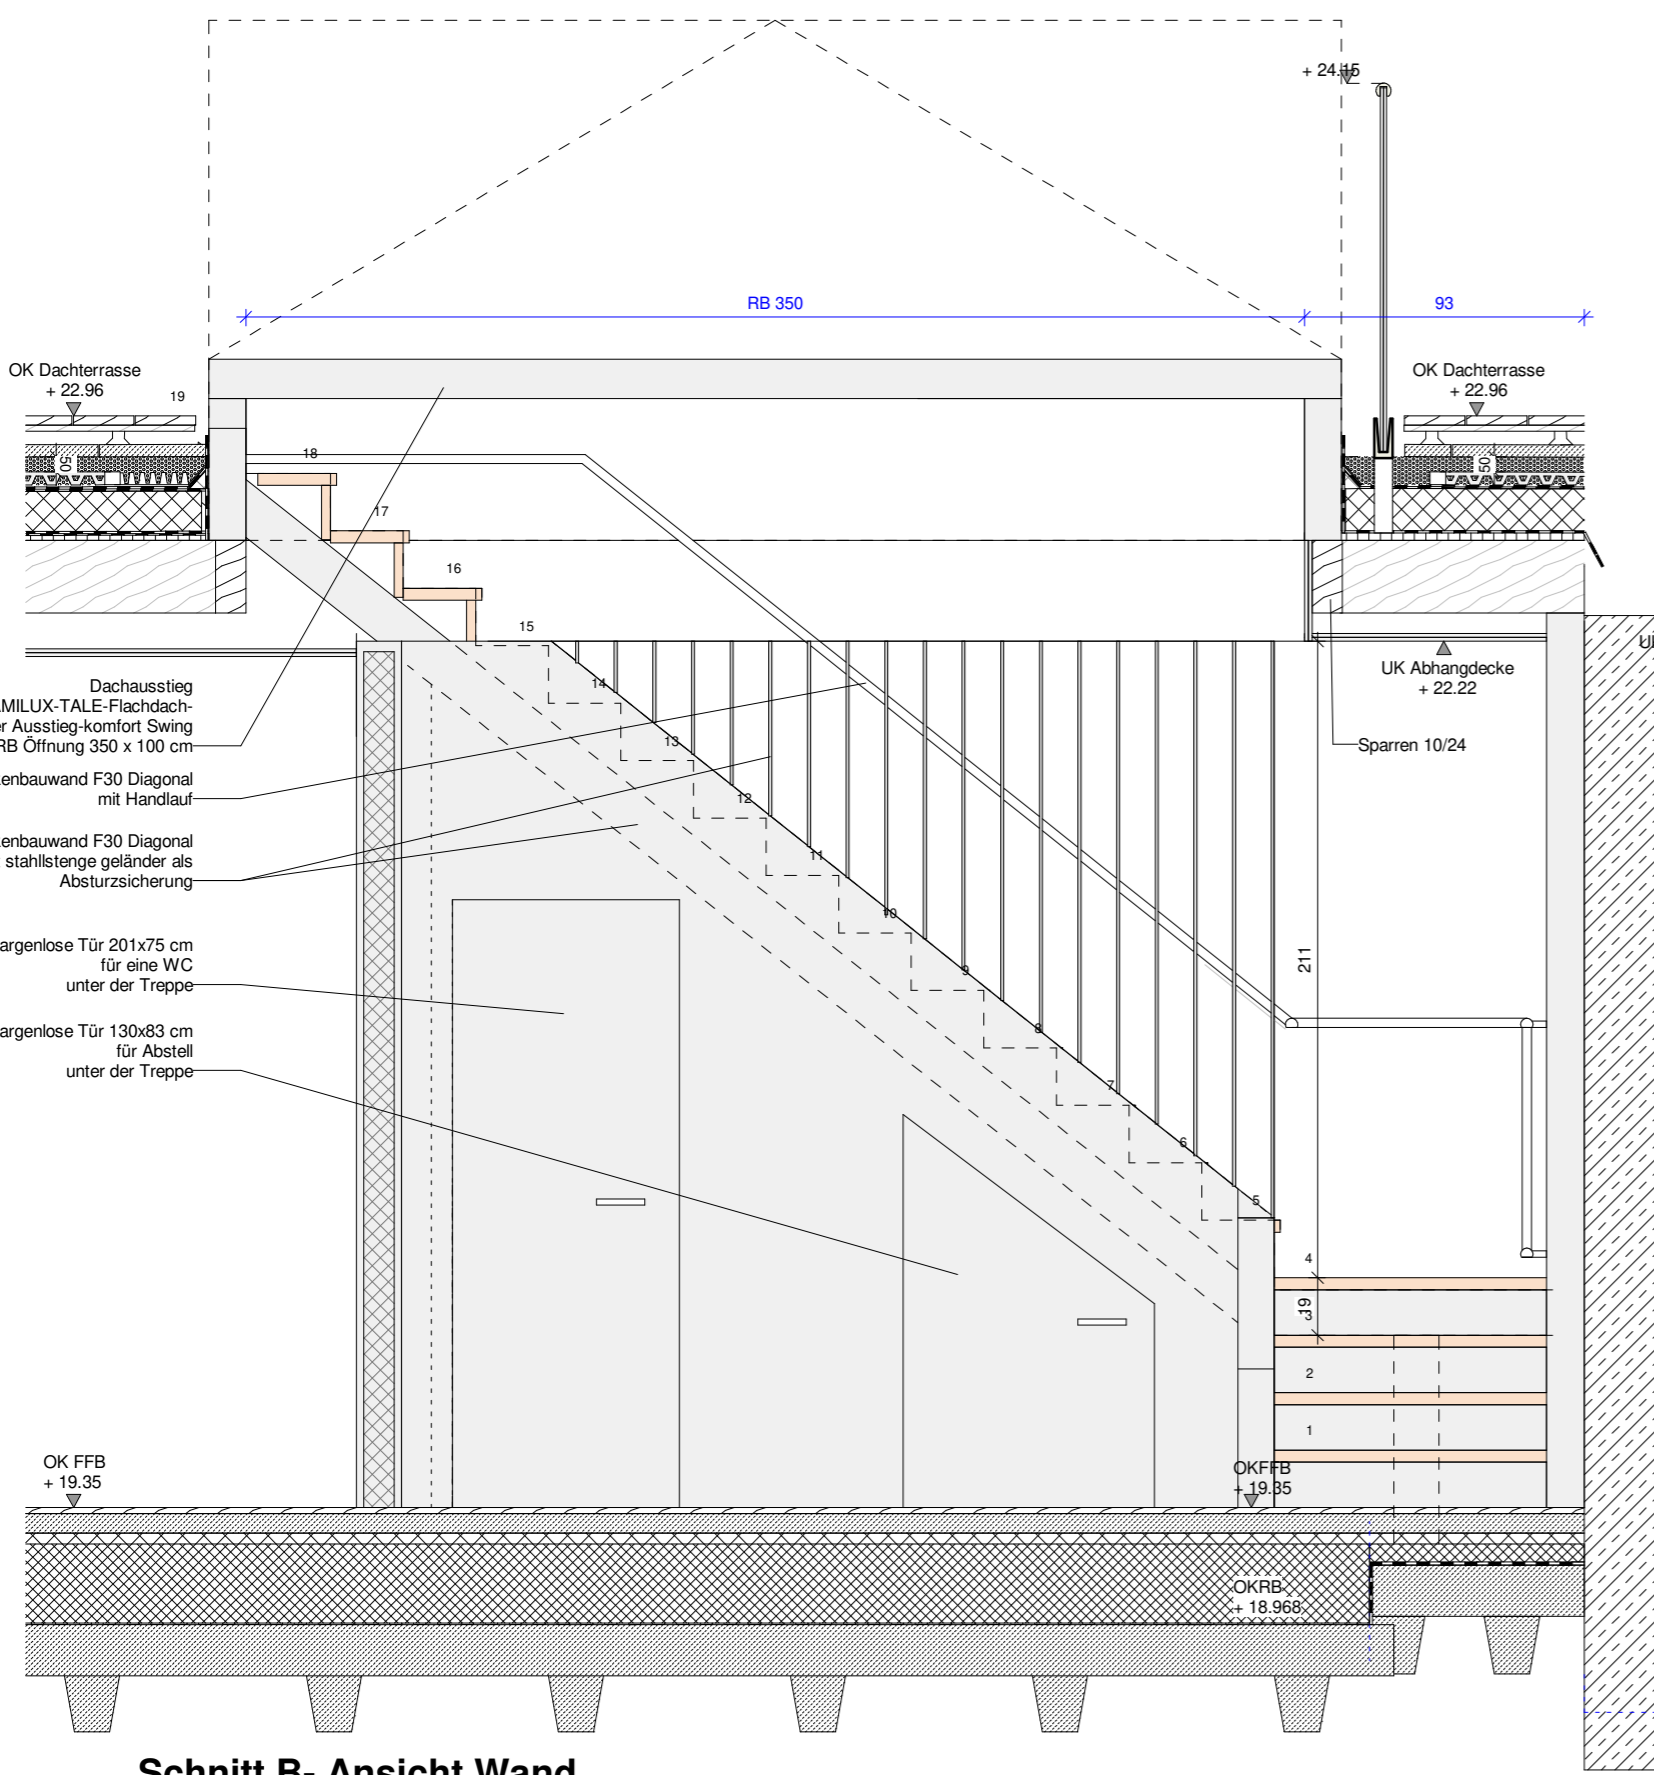 + 24.15
RB 350
93
OK Dachterrasse
+ 22.96
OK Dachterrasse
+ 22.96
19
18
50
50
17
16
15
UK Abhangdecke
+ 22.22
Dachausstieg
AMILUX-TALE-Flachdach-
er Ausstieg-komfort Swing
RB Öffnung 350 x 100 cm
Sparren 10/24
enbauwand F30 Diagonal
mit Handlauf
enbauwand F30 Diagonal
stahllstenge geländer als
Absturzsicherung
14
13
12
11
10
9
8
7
6
5
4
3
2
1
211
19
argenlose Tür 201x75 cm
für eine WC
unter der Treppe
argenlose Tür 130x83 cm
für Abstell
unter der Treppe
OK FFB
+ 19.35
OKFFB
+ 19.35
OKRB
+ 18.968
Schnitt B- Ansicht Wand